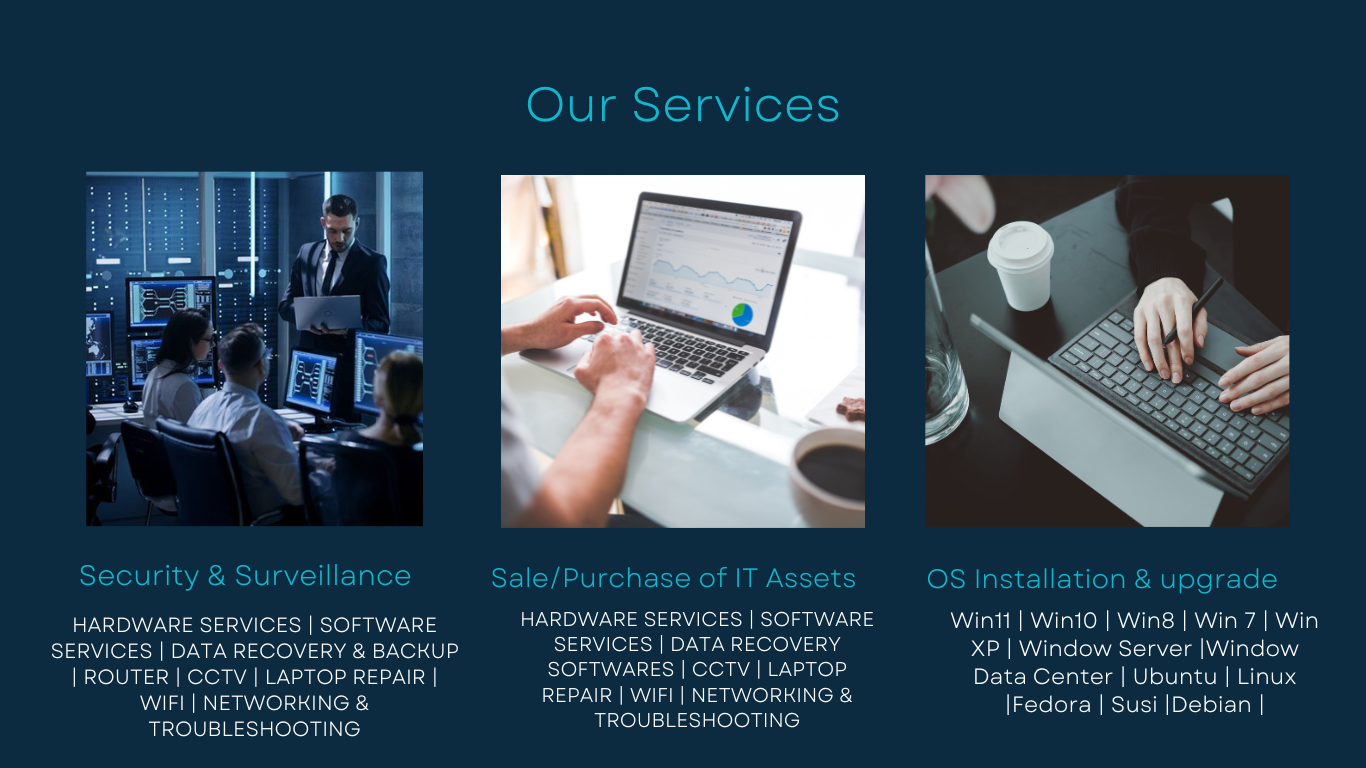 Our Services
Security & Surveillance
HARDWARE SERVICES | SOFTWARE
SERVICES | DATA RECOVERY & BACKUP
| ROUTER | CCTV | LAPTOP REPAIR |
WIFI | NETWORKING &
TROUBLESHOOTING
Sale/Purchase of IT Assets
HARDWARE SERVICES | SOFTWARE
SERVICES | DATA RECOVERY
SOFTWARES | CCTV | LAPTOP
REPAIR | WIFI | NETWORKING &
TROUBLESHOOTING
OS Installation & upgrade
Win11 | Win10 | Win8 | Win 7 | Win
XP | Window Server |Window
Data Center | Ubuntu | Linux
|Fedora | Susi |Debian |